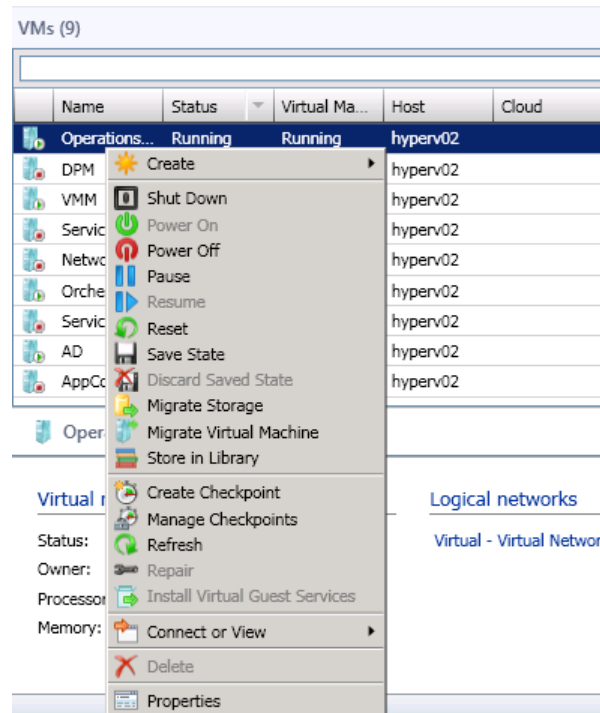 VMs (9)
Name Status Virtual Ma... Host Cloud
Operations... Running Running hyperv02
DPM hyperv02
VMM hyperv02
Servic hyperv02
Netwo hyperv02
Orche hyperv02
Servic hyperv02
AD hyperv02
AppCo hyperv02
Create
Shut Down
Power On
Power Off
Pause
Resume
Reset
Save State
Discard Saved State
Migrate Storage
Migrate Virtual Machine
Store in Library
Create Checkpoint
Manage Checkpoints
Refresh
Repair
Install Virtual Guest Services
Connect or View
Delete
Properties
Oper
Virtual
Status:
Owner:
Processor
Memory:
Logical networks
Virtual - Virtual Networ